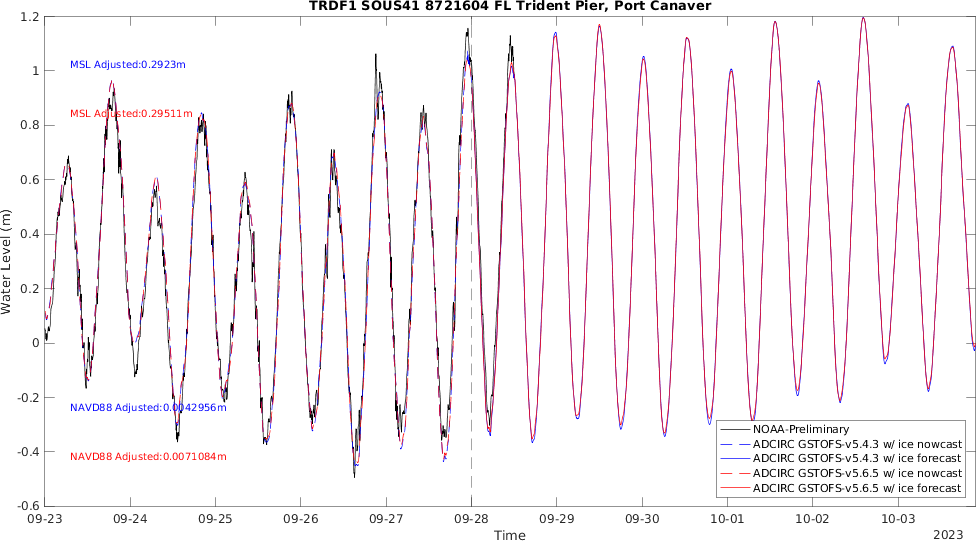 TRDF1 SOUS41 8721604 FL Trident Pier, Port Canaver
1.2
1
0.8
0.6
0.4
0.2
0
-0.2
-0.4
-0.6
Water Level (m)
MSL Adjusted:0.2923m
MSL Adjusted:0.29511m
NAVD88 Adjusted:0.0042956m
NAVD88 Adjusted:0.0071084m
NOAA-Preliminary
ADCIRC GSTOFS-v5.4.3 w/ ice nowcast
ADCIRC GSTOFS-v5.4.3 w/ ice forecast
ADCIRC GSTOFS-v5.6.5 w/ ice nowcast
ADCIRC GSTOFS-v5.6.5 w/ ice forecast
09-23 09-24 09-25 09-26 09-27 09-28 09-29 09-30 10-01 10-02 10-03
Time
2023